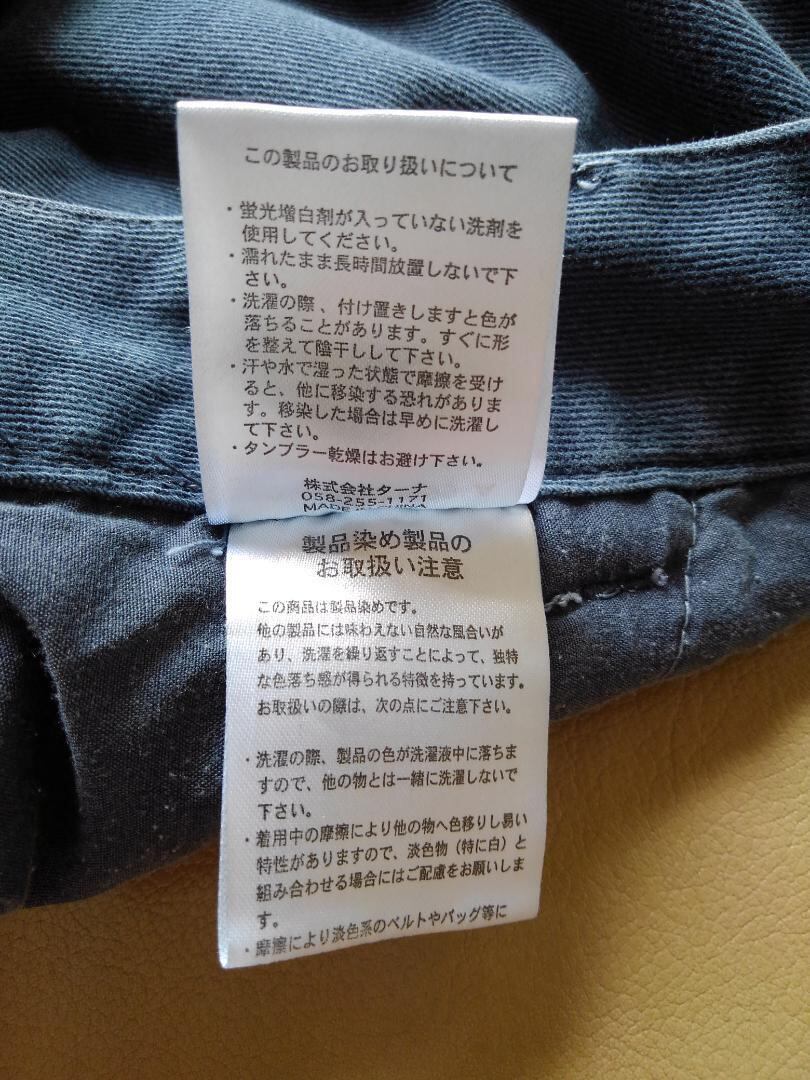 この製品のお取り扱いについて
・蛍光増白剤が入っていない洗剤を
使用してください。
・濡れたまま長時間放置しないで下
さい。
・洗濯の際、付け置きしますと色が
落ちることがあります。すぐに形
を整えて陰干しして下さい。
・汗や水で湿った状態で摩擦を受け
ると、他に移染する恐れがありま
す。移染した場合は早めに洗濯し
て下さい。
・タンブラー乾燥はお避け下さい。
株式会社ターナ
058-255-1171
MADE
製品染め製品の
お取扱い注意
この商品は製品染めです。
他の製品には味わえない自然な風合いが
あり、洗濯を繰り返すことによって、独特
な色落ち感が得られる特徴を持っています。
お取扱いの際は、次の点にご注意下さい。
・洗濯の際、製品の色が洗濯液中に落ちま
すので、他の物とは一緒に洗濯しないで
下さい。
・着用中の摩擦により他の物へ色移りし易い
特性がありますので、淡色物（特に白）と
組み合わせる場合にはご配慮をお願いしま
す。
・摩擦により淡色系のベルトやバッグ等に